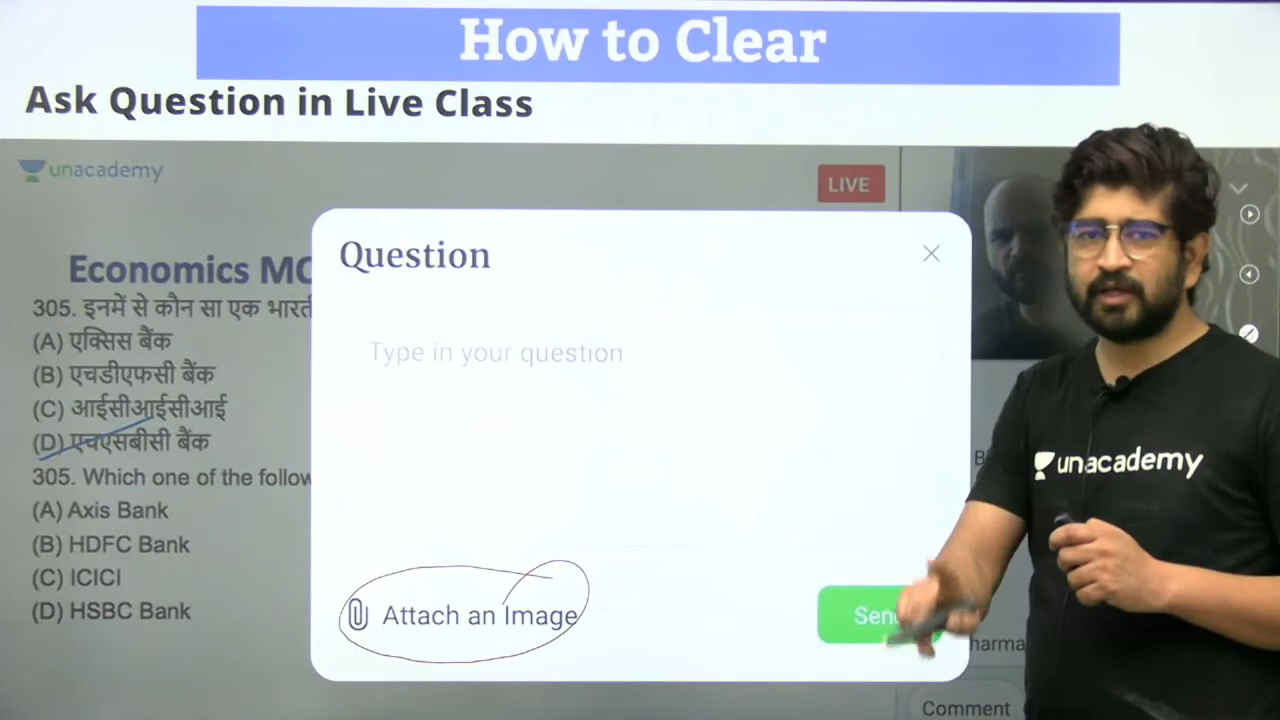 How to Clear
Ask Question in Live Class
unacademy
LIVE
Question
Economics MC
305. इनमें से कौन सा एक भारती
(A) एक्सिस बैंक
(B) एचडीएफसी बैंक
(C) आईसीआईसीआई
(D) एचएसबीसी बैंक
305. Which one of the follow
(A) Axis Bank
(B) HDFC Bank
(C) ICICI
(D) HSBC Bank
Type in your question
Attach an Image
Sen
unacademy
harma
Comment